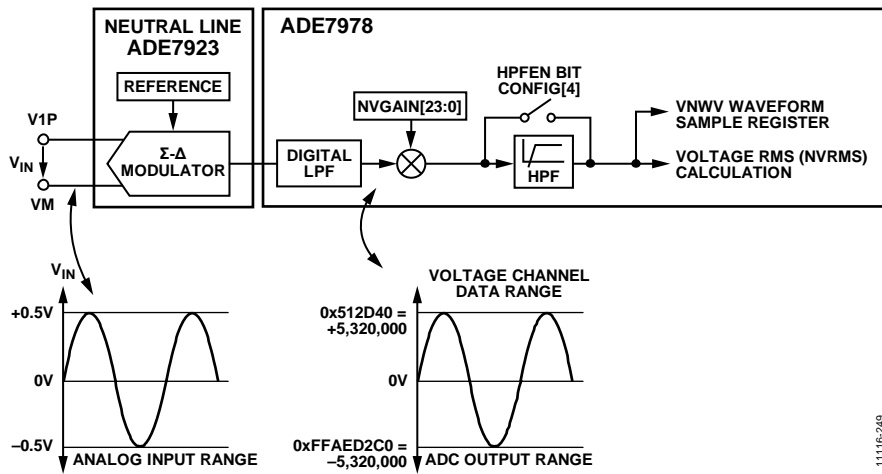 NEUTRAL LINE
ADE7923
ADE7978
REFERENCE
V1P
VIN
VM
Σ-Δ
MODULATOR
DIGITAL
LPF
NVGAIN[23:0]
HPFEN BIT
CONFIG[4]
HPF
VNWV WAVEFORM
SAMPLE REGISTER
VOLTAGE RMS (NVRMS)
CALCULATION
VIN
+0.5V
0V
–0.5V
ANALOG INPUT RANGE
VOLTAGE CHANNEL
DATA RANGE
0x512D40 =
+5,320,000
0V
0xFFAED2C0 =
–5,320,000
ADC OUTPUT RANGE
11116-249